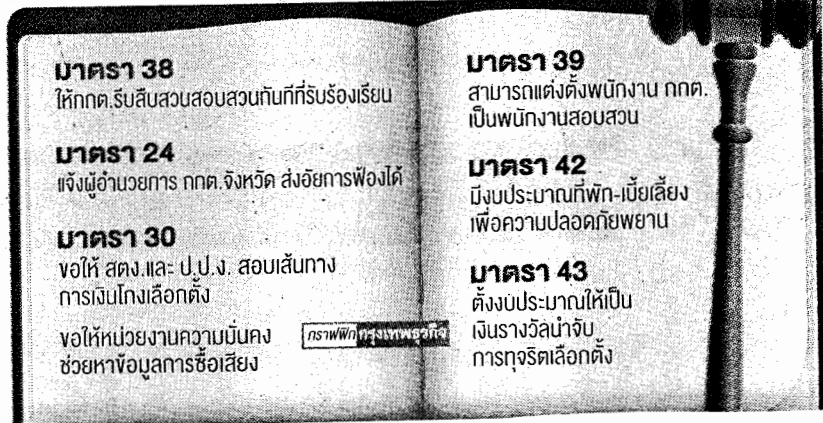 มาตรา 38
ให้กกต.รีบสืบสวนสอบสวนทันทีที่รับร้องเรียน
มาตรา 24
แจ้งผู้อำนวยการ กกต.จังหวัด ส่งอัยการฟ้องได้
มาตรา 30
ขอให้ สตง.และ ป.ป.ง. สอบเส้นทาง
การเงินโกงเลือกตั้ง
ขอให้หน่วยงานความมั่นคง
ช่วยหาข้อมูลการซื้อเสียง
กราฟฟิกกรุงเทพธุรกิจ
มาตรา 39
สามารถแต่งตั้งพนักงาน กกต.
เป็นพนักงานสอบสวน
มาตรา 42
มีงบประมาณที่พัก-เบี้ยเลี้ยง
เพื่อความปลอดภัยพยาน
มาตรา 43
ตั้งงบประมาณให้เป็น
เงินรางวัลนำจับ
การทุจริตเลือกตั้ง